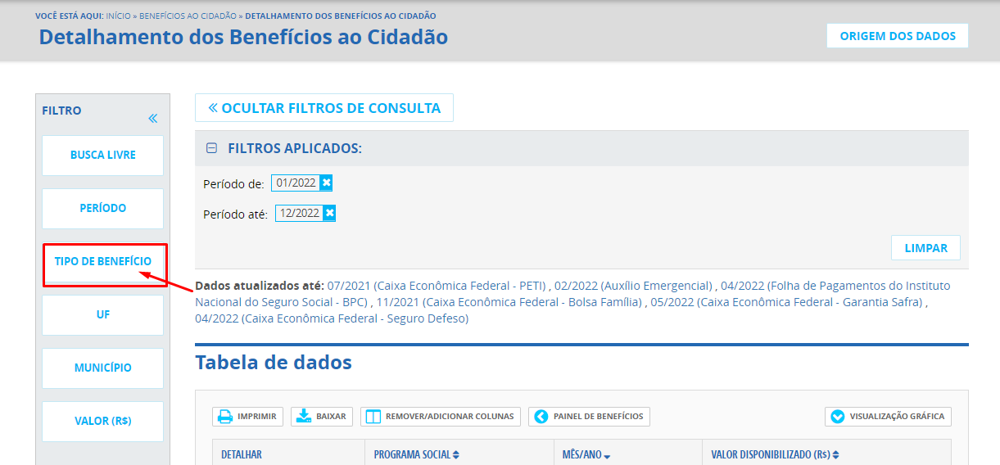 VOCÊ ESTÁ AQUI: INÍCIO » BENEFÍCIOS AO CIDADÃO » DETALHAMENTO DOS BENEFÍCIOS AO CIDADÃO
Detalhamento dos Benefícios ao Cidadão
ORIGEM DOS DADOS
FILTRO
BUSCA LIVRE
PERÍODO
TIPO DE BENEFÍCIO
UF
MUNICÍPIO
VALOR (R$)
OCULTAR FILTROS DE CONSULTA
FILTROS APLICADOS:
Período de: 01/2022
Período até: 12/2022
LIMPAR
Dados atualizados até: 07/2021 (Caixa Econômica Federal - PETI) , 02/2022 (Auxílio Emergencial) , 04/2022 (Folha de Pagamentos do Instituto
Nacional do Seguro Social - BPC) , 11/2021 (Caixa Econômica Federal - Bolsa Família) , 05/2022 (Caixa Econômica Federal - Garantia Safra) ,
04/2022 (Caixa Econômica Federal - Seguro Defeso)
Tabela de dados
IMPRIMIR BAIXAR REMOVER/ADICIONAR COLUNAS PAINEL DE BENEFÍCIOS VISUALIZAÇÃO GRÁFICA
DETALHAR PROGRAMA SOCIAL MÊS/ANO VALOR DISPONIBILIZADO (R$)